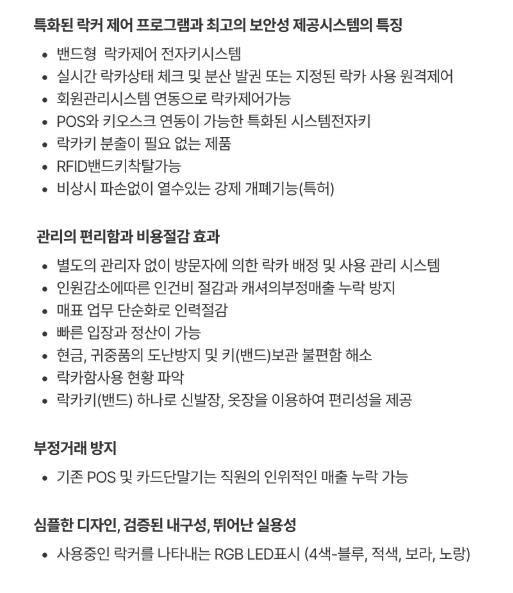 특화된 락커 제어 프로그램과 최고의 보안성 제공시스템의 특징
• 밴드형 락카제어 전자키시스템
• 실시간 락카상태 체크 및 분산 발권 또는 지정된 락카 사용 원격제어
• 회원관리시스템 연동으로 락카제어가능
• POS와 키오스크 연동이 가능한 특화된 시스템전자키
• 락카키 분출이 필요 없는 제품
• RFID밴드키착탈가능
• 비상시 파손없이 열수있는 강제 개폐기능(특허)
관리의 편리함과 비용절감 효과
• 별도의 관리자 없이 방문자에 의한 락카 배정 및 사용 관리 시스템
• 인원감소에따른 인건비 절감과 캐셔의부정매출 누락 방지
• 매표 업무 단순화로 인력절감
• 빠른 입장과 정산이 가능
• 현금, 귀중품의 도난방지 및 키(밴드)보관 불편함 해소
• 락카함사용 현황 파악
• 락카키(밴드) 하나로 신발장, 옷장을 이용하여 편리성을 제공
부정거래 방지
• 기존 POS 및 카드단말기는 직원의 인위적인 매출 누락 가능
심플한 디자인, 검증된 내구성, 뛰어난 실용성
• 사용중인 락커를 나타내는 RGB LED표시 (4색-블루, 적색, 보라, 노랑)